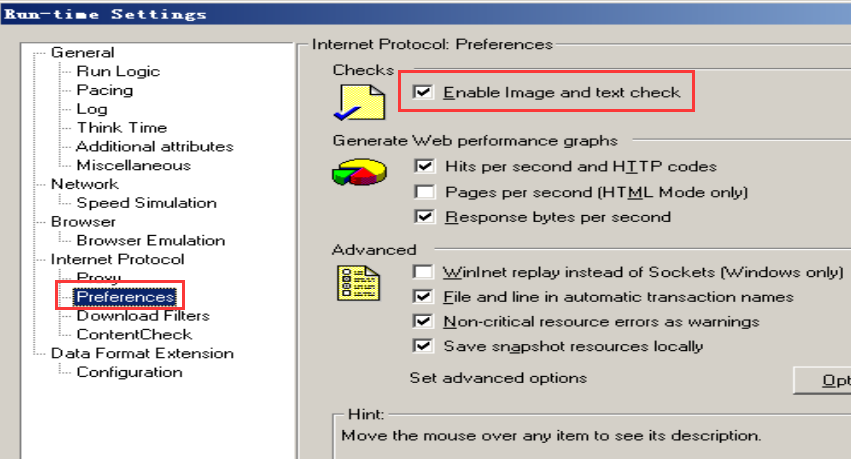 Run-time Settings
General
Run Logic
Pacing
Log
Think Time
Additional attributes
Miscellaneous
Network
Speed Simulation
Browser
Browser Emulation
Internet Protocol
Proxy
Preferences
Download Filters
ContentCheck
Data Format Extension
Configuration
Internet Protocol: Preferences
Checks
Enable Image and text check
Generate Web performance graphs
Hits per second and HTTP codes
Pages per second (HTML Mode only)
Response bytes per second
Advanced
WinInet replay instead of Sockets (Windows only)
File and line in automatic transaction names
Non-critical resource errors as warnings
Save snapshot resources locally
Set advanced options
Opt
Hint:
Move the mouse over any item to see its description.